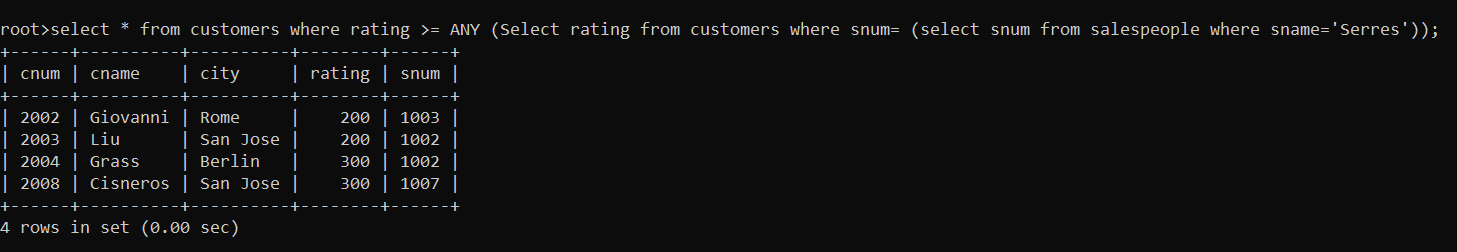 root>select * from customers where rating >= ANY (Select rating from customers where snum= (select snum from salespeople where sname='Serres'));
+------+----------+----------+--------+------+
| cnum | cname    | city     | rating | snum |
+------+----------+----------+--------+------+
| 2002 | Giovanni | Rome     |    200 | 1003 |
| 2003 | Liu      | San Jose |    200 | 1002 |
| 2004 | Grass    | Berlin   |    300 | 1002 |
| 2008 | Cisneros | San Jose |    300 | 1007 |
+------+----------+----------+--------+------+
4 rows in set (0.00 sec)